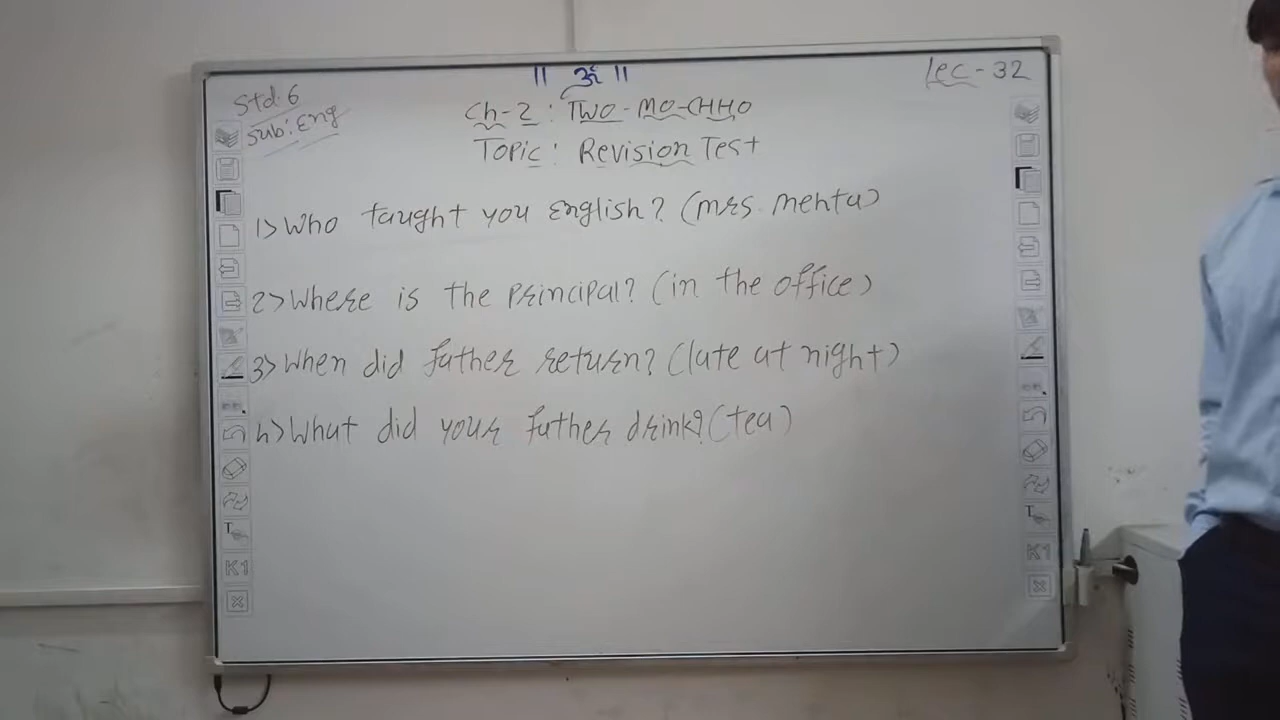 || ૐ ||
Lec-32
Std.6
Sub: Eng
Ch-2: TWO-MO-CHHO
Topic: Revision Test
1> Who taught you English? (Mrs. Mehta)
2> Where is the Principal? (in the office)
3> When did father return? (late at night)
4> What did your father drink? (tea)
T
K1
T
K1